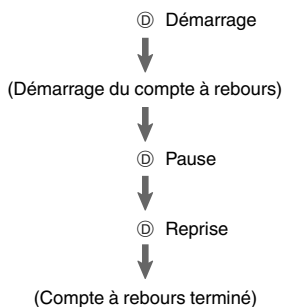 Ⓓ Démarrage
(Démarrage du compte à rebours)
Ⓓ Pause
Ⓓ Reprise
(Compte à rebours terminé)